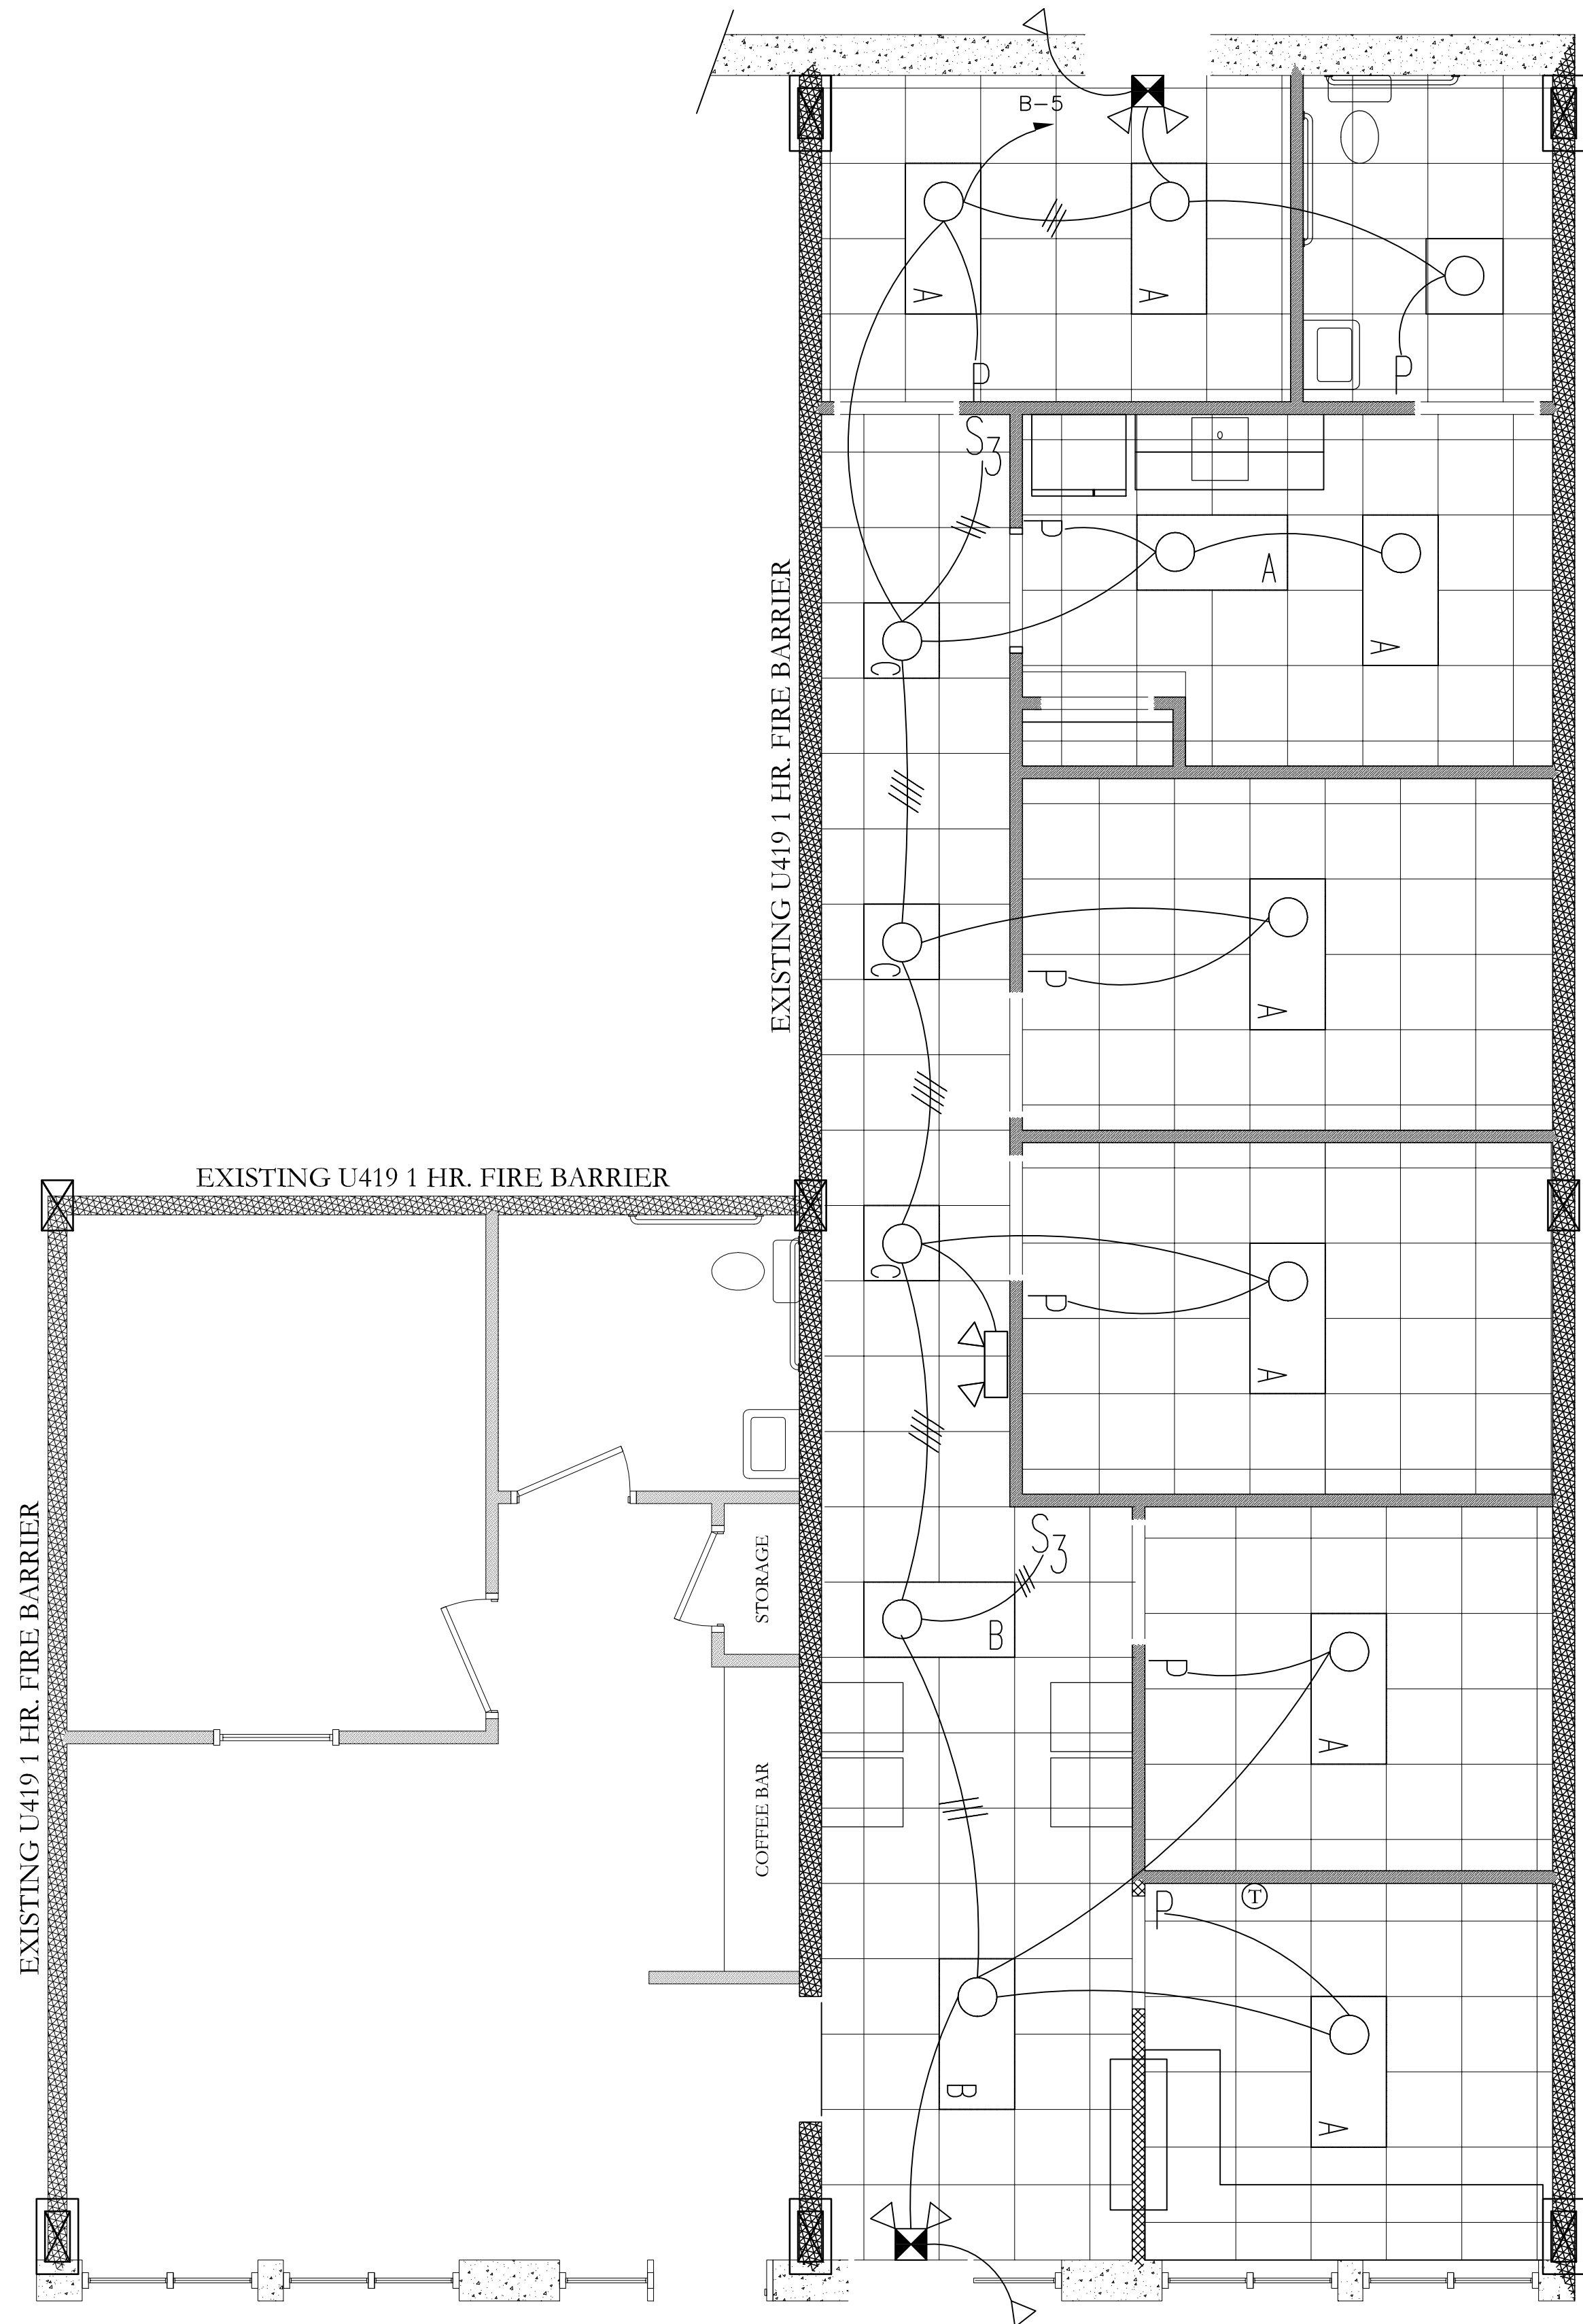 B-5
A
A
P
P
S3
P
A
A
C
EXISTING U419 1 HR. FIRE BARRIER
C
P
A
EXISTING U419 1 HR. FIRE BARRIER
C
P
A
S3
STORAGE
B
P
A
EXISTING U419 1 HR. FIRE BARRIER
COFFEE BAR
P
T
B
A